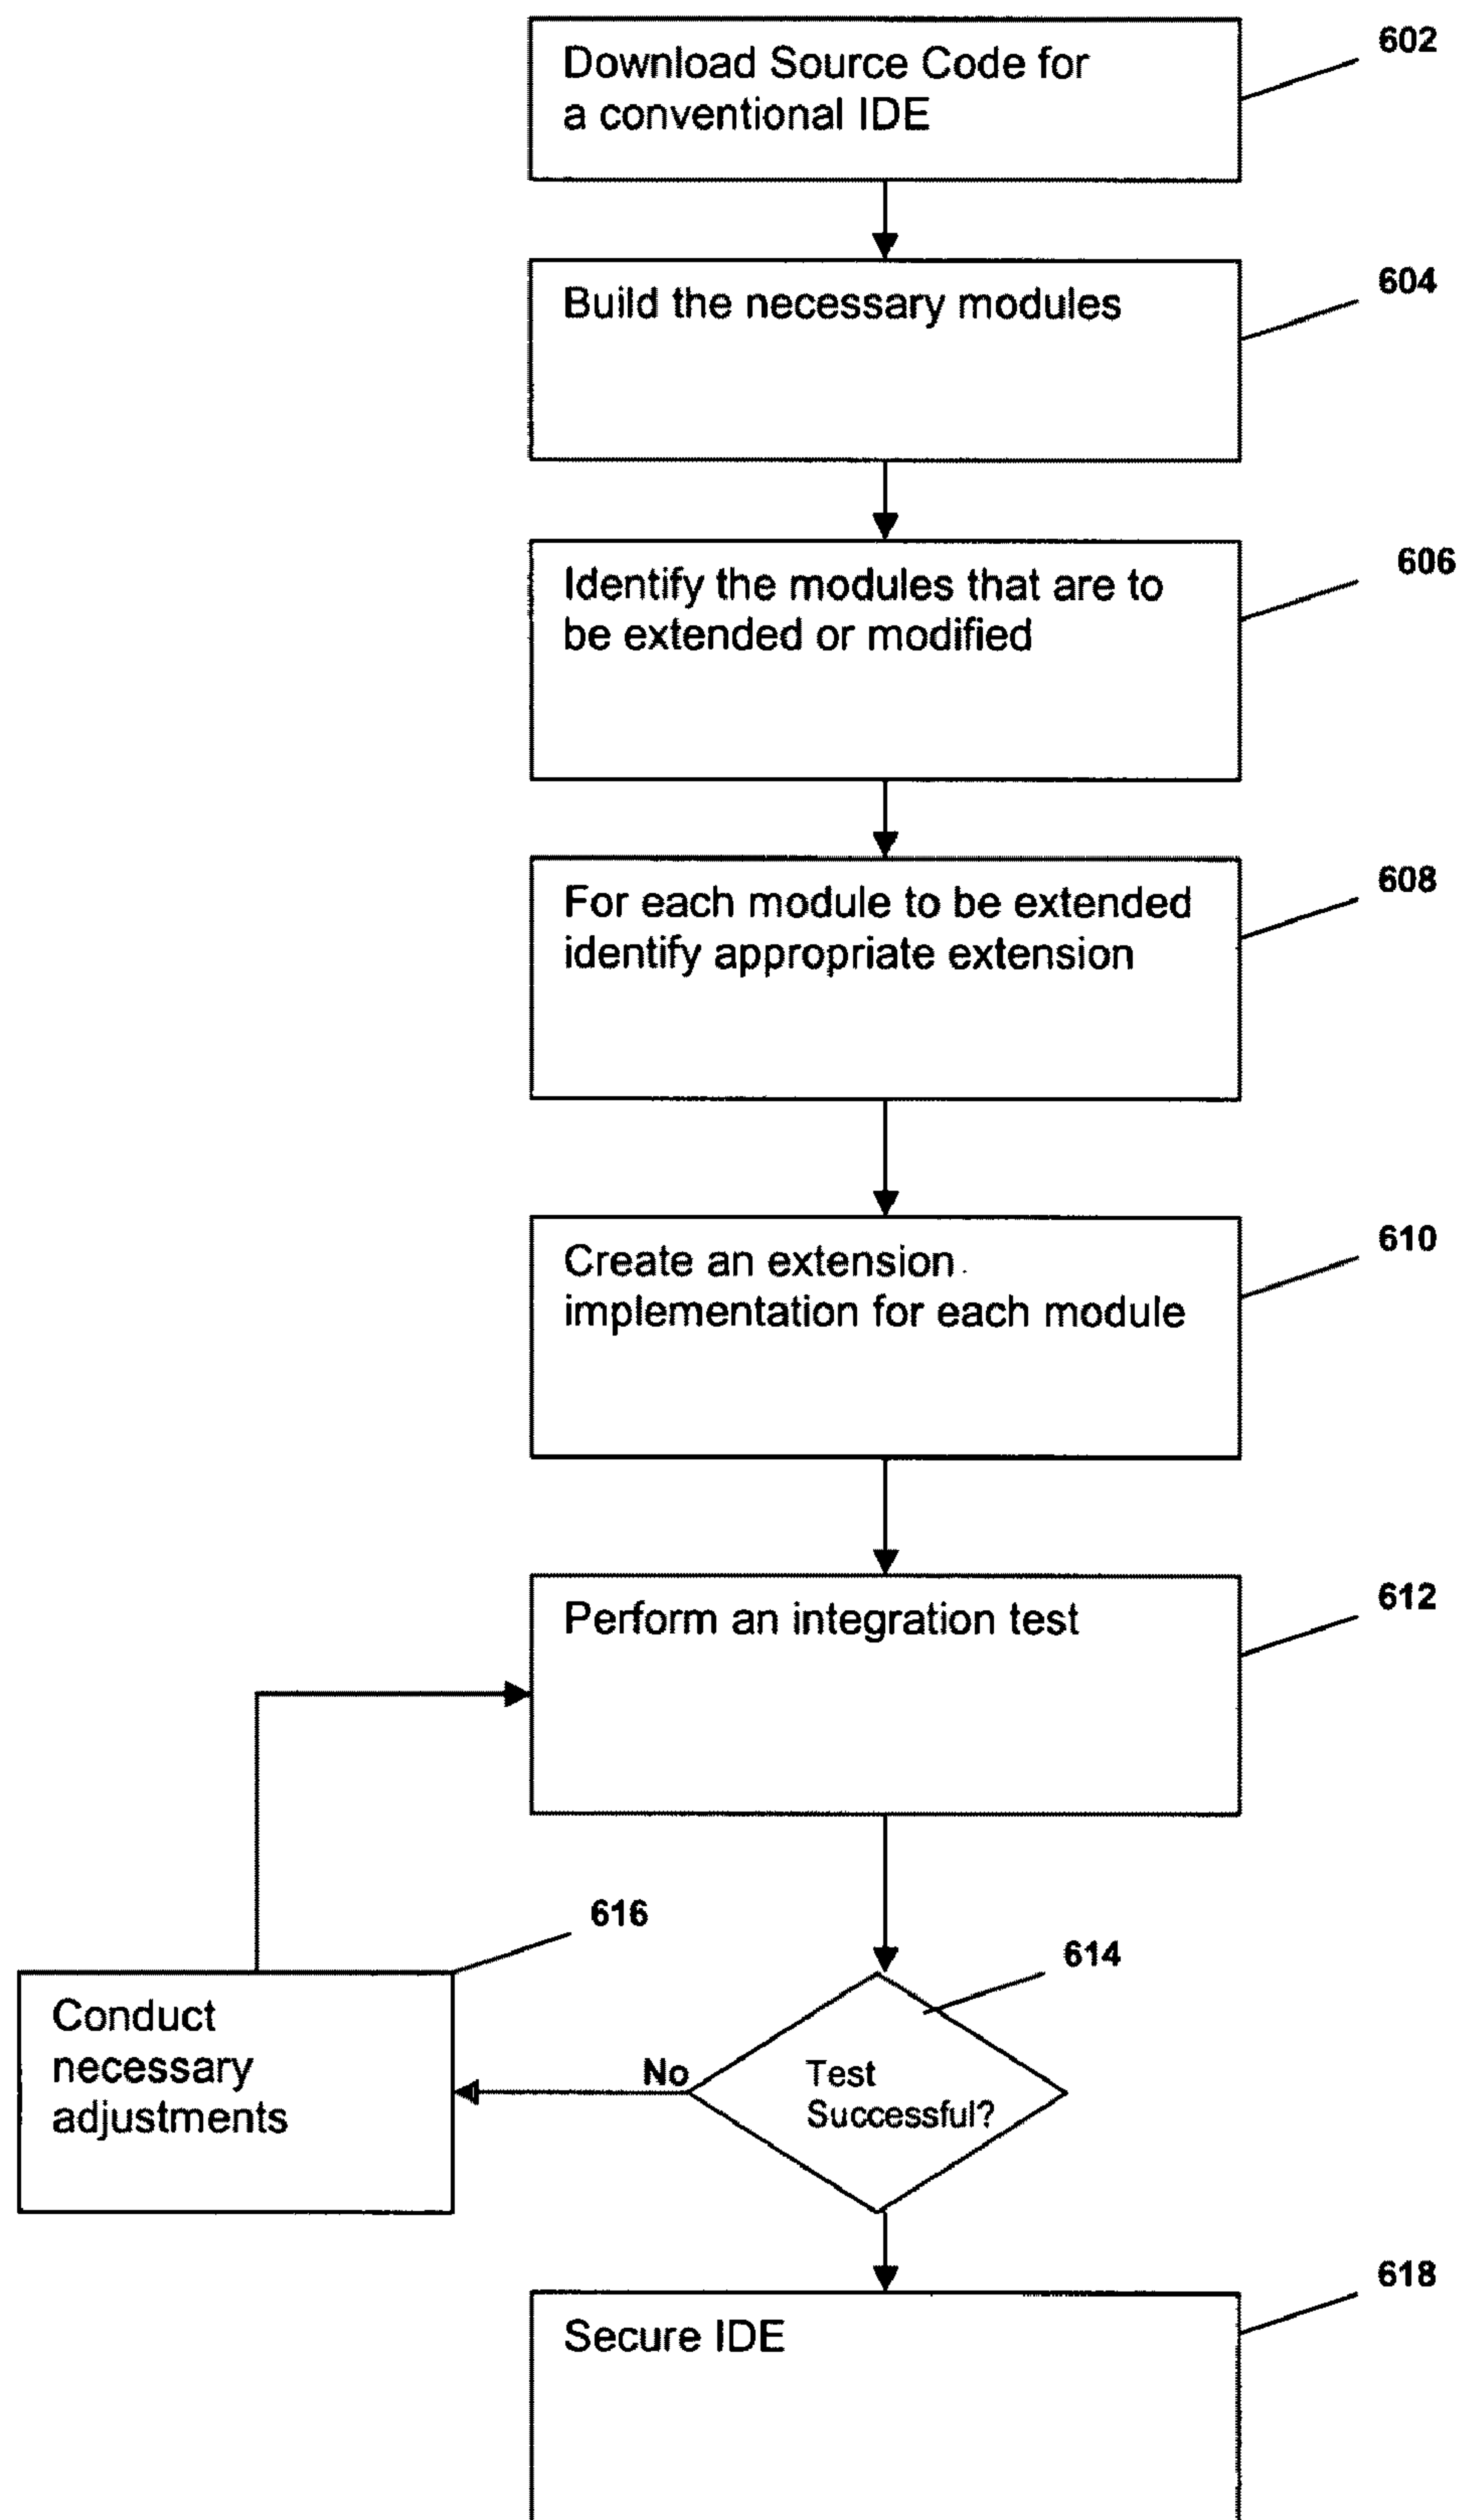 602
Download Source Code for
a conventional IDE
604
Build the necessary modules
606
Identify the modules that are to
be extended or modified
608
For each module to be extended
identify appropriate extension
610
Create an extension
implementation for each module
612
Perform an integration test
616
614
Conduct
necessary
adjustments
No
Test
Successful?
618
Secure IDE